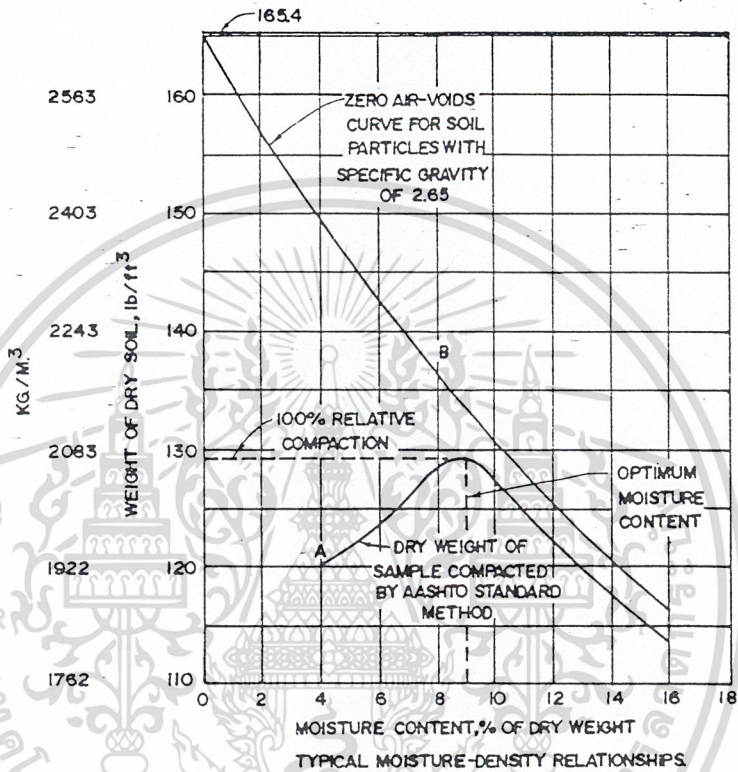 165.4
2563
160
ZERO AIR-VOIDS
CURVE FOR SOIL
PARTICLES WITH
SPECIFIC GRAVITY
OF 2.65
2403
150
KG/M.³
WEIGHT OF DRY SOIL, lb/ft³
2243
140
B
100% RELATIVE
COMPACTION
2083
130
OPTIMUM
MOISTURE
CONTENT
A
DRY WEIGHT OF
SAMPLE COMPACTED
BY AASHTO STANDARD
METHOD
1922
120
1762
110
0 2 4 6 8 10 12 14 16 18
MOISTURE CONTENT,% OF DRY WEIGHT
TYPICAL MOISTURE-DENSITY RELATIONSHIPS.